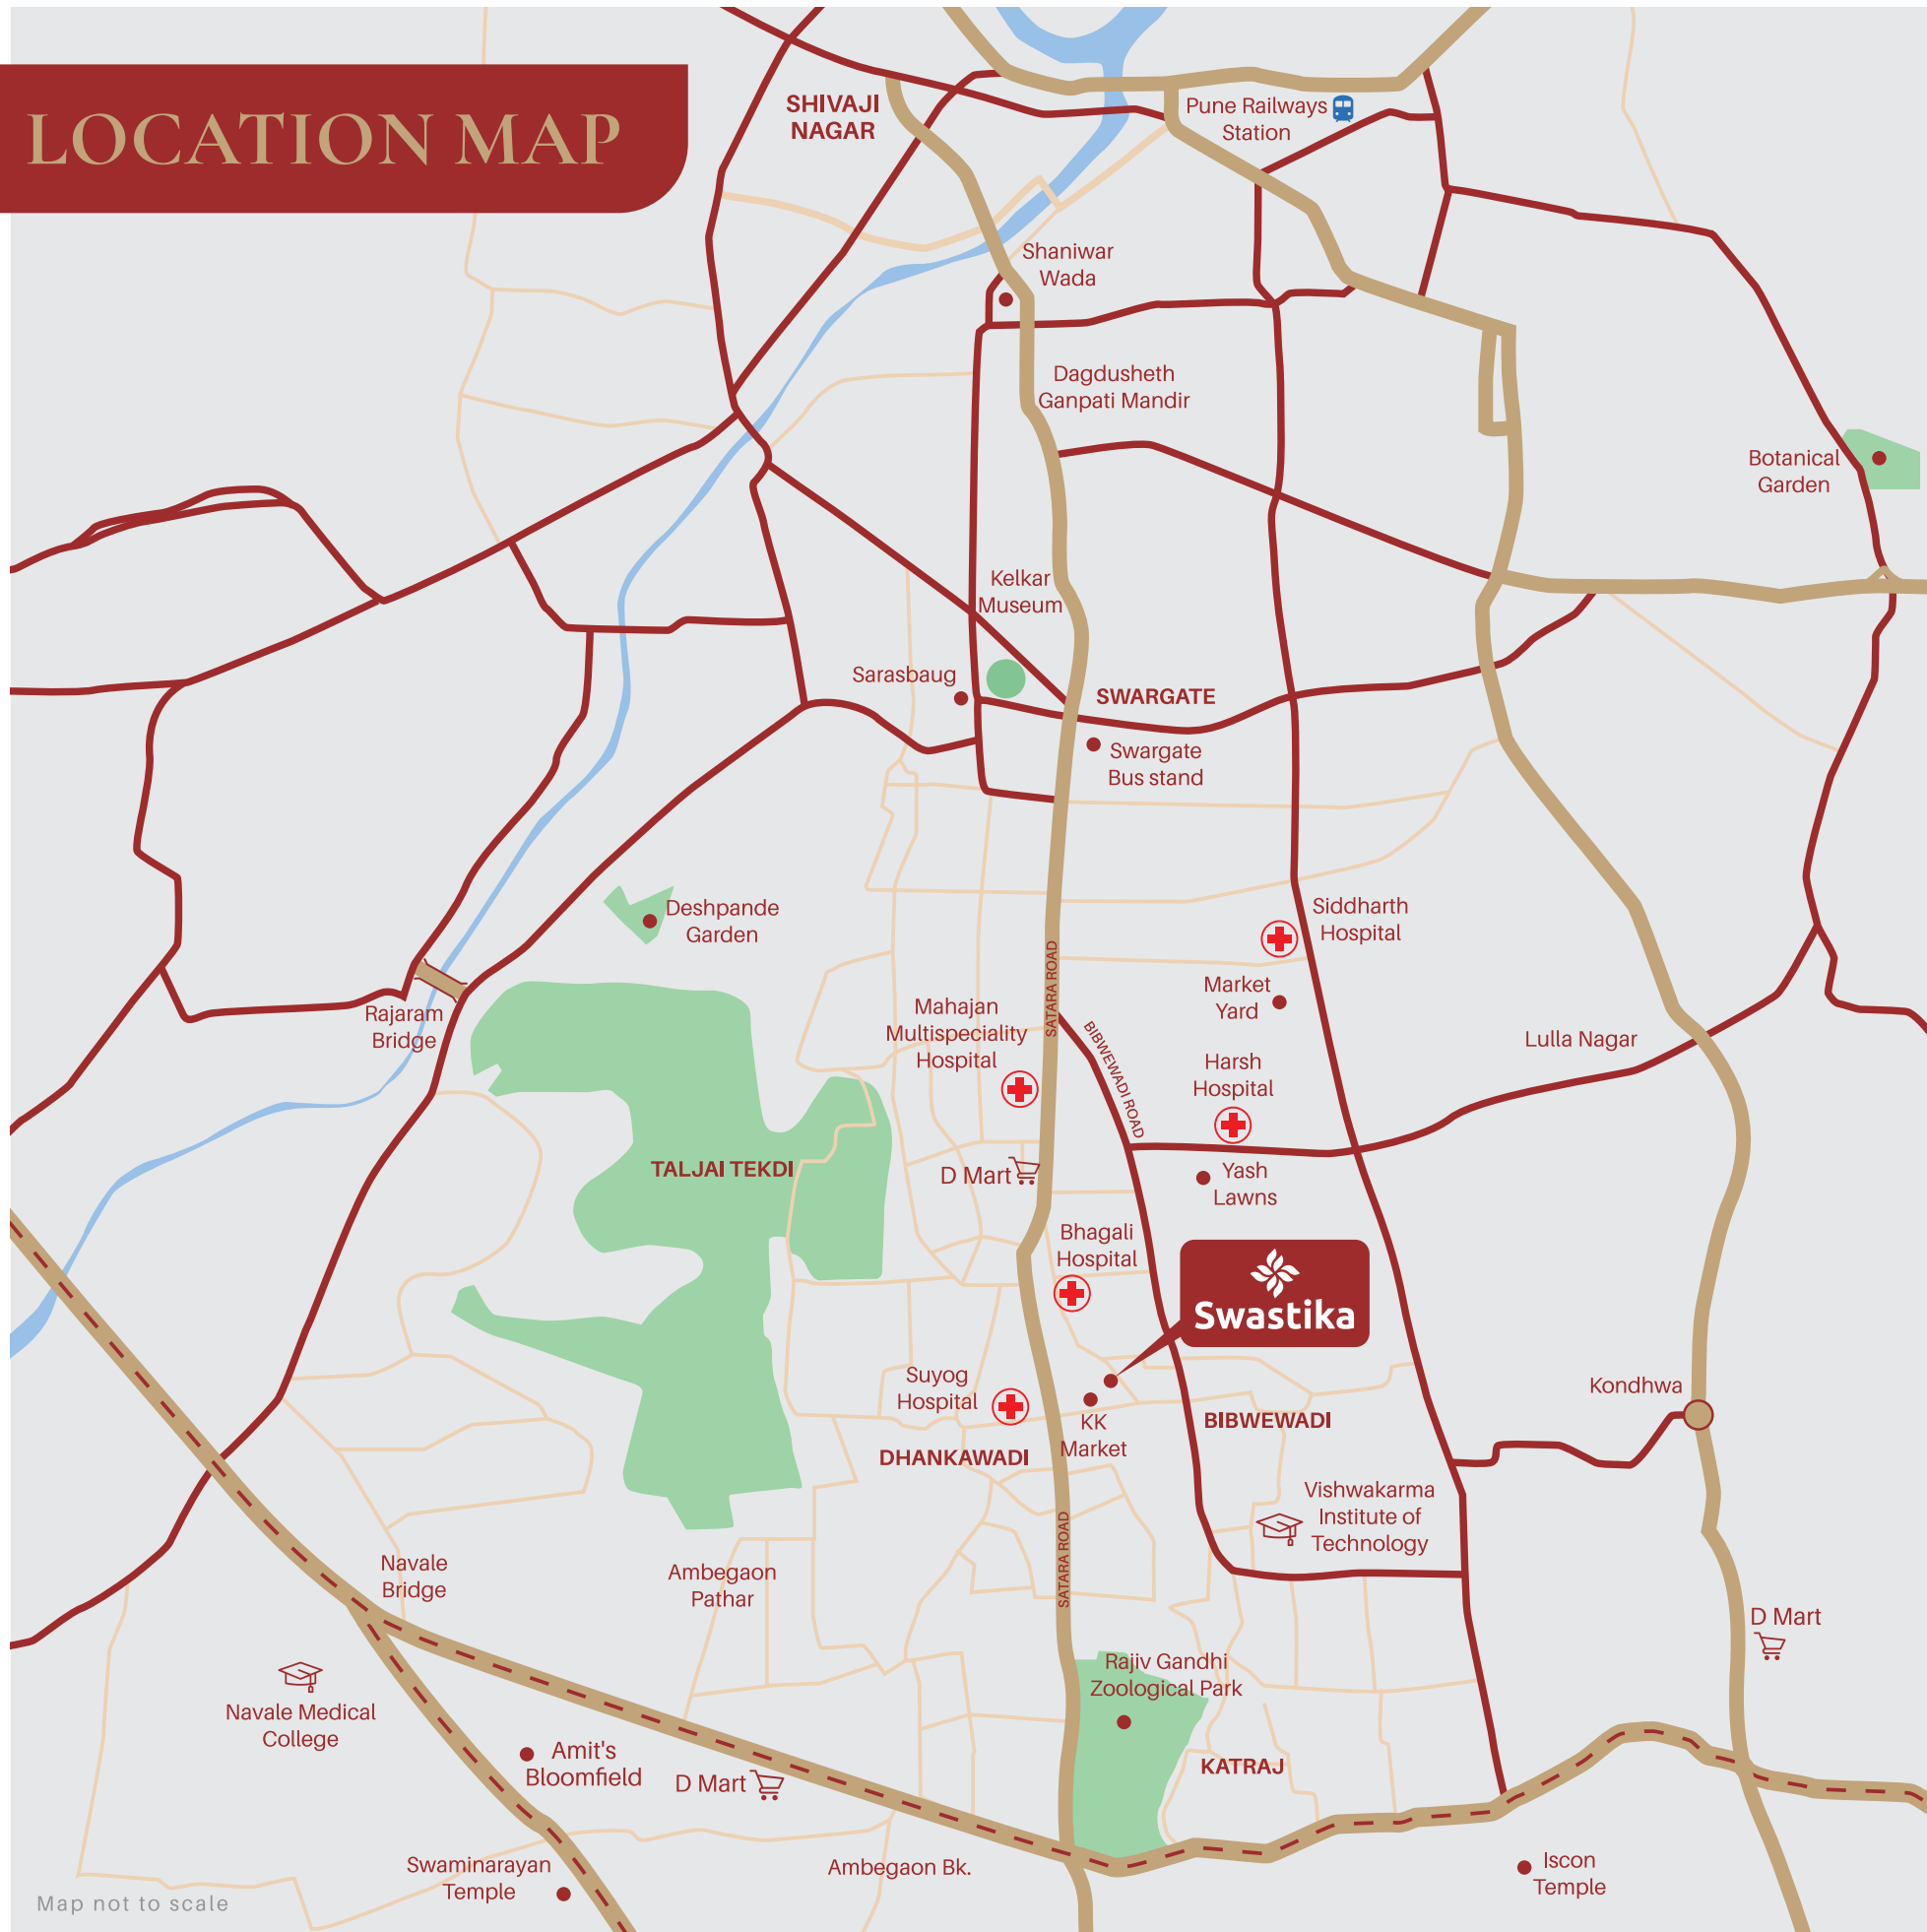 LOCATION MAP
SHIVAJI
NAGAR
Pune Railways
Station
Shaniwar
Wada
Dagdusheth
Ganpati Mandir
Botanical
Garden
Kelkar
Museum
Sarasbaug
SWARGATE
Swargate
Bus stand
Deshpande
Garden
Siddharth
Hospital
SATARA ROAD
Market
Yard
Rajaram
Bridge
Mahajan
Multispeciality
Hospital
BIBWEWADI ROAD
Lulla Nagar
Harsh
Hospital
TALJAI TEKDI
D Mart
Yash
Lawns
Bhagali
Hospital
Swastika
Suyog
Hospital
Kondhwa
KK
Market
BIBWEWADI
DHANKAWADI
Vishwakarma
Institute of
Technology
SATARA ROAD
Navale
Bridge
Ambegaon
Pathar
D Mart
Rajiv Gandhi
Zoological Park
Navale Medical
College
Amit's
Bloomfield
D Mart
KATRAJ
Swaminarayan
Temple
Ambegaon Bk.
Iscon
Temple
Map not to scale